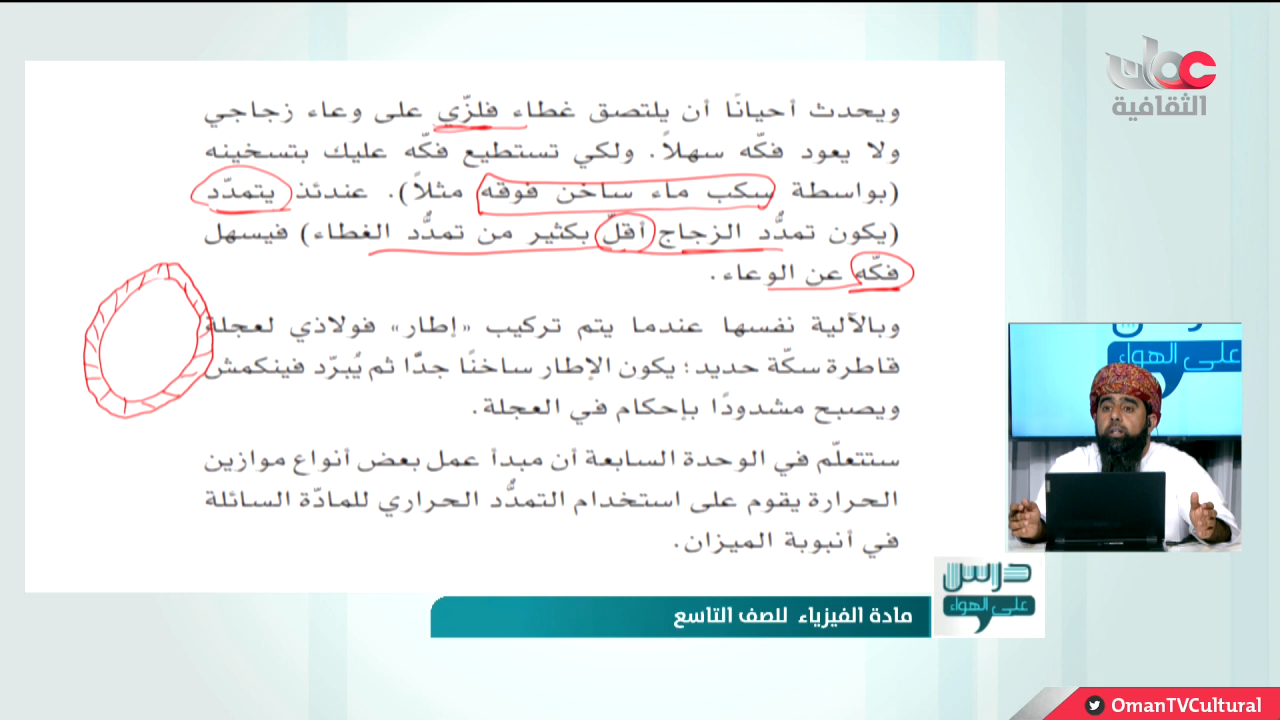 عمان
الثقافية
ويحدث أحيانًا أن يلتصق غطاء فلزّي على وعاء زجاجي
ولا يعود فكّه سهلاً. ولكي تستطيع فكّه عليك بتسخينه
(بواسطة سكب ماء ساخن فوقه مثلاً). عندئذ يتمدّد
(يكون تمدُّد الزجاج أقلّ بكثير من تمدُّد الغطاء) فيسهل
فكّه عن الوعاء.
وبالآلية نفسها عندما يتم تركيب «إطار» فولاذي لعجلة
قاطرة سكّة حديد؛ يكون الإطار ساخنًا جدًّا ثم يُبرّد فينكمش
ويصبح مشدودًا بإحكام في العجلة.
ستتعلّم في الوحدة السابعة أن مبدأ عمل بعض أنواع موازين
الحرارة يقوم على استخدام التمدُّد الحراري للمادّة السائلة
في أنبوبة الميزان.
على الهواء
درس
على الهواء
مادة الفيزياء للصف التاسع
OmanTVCultural